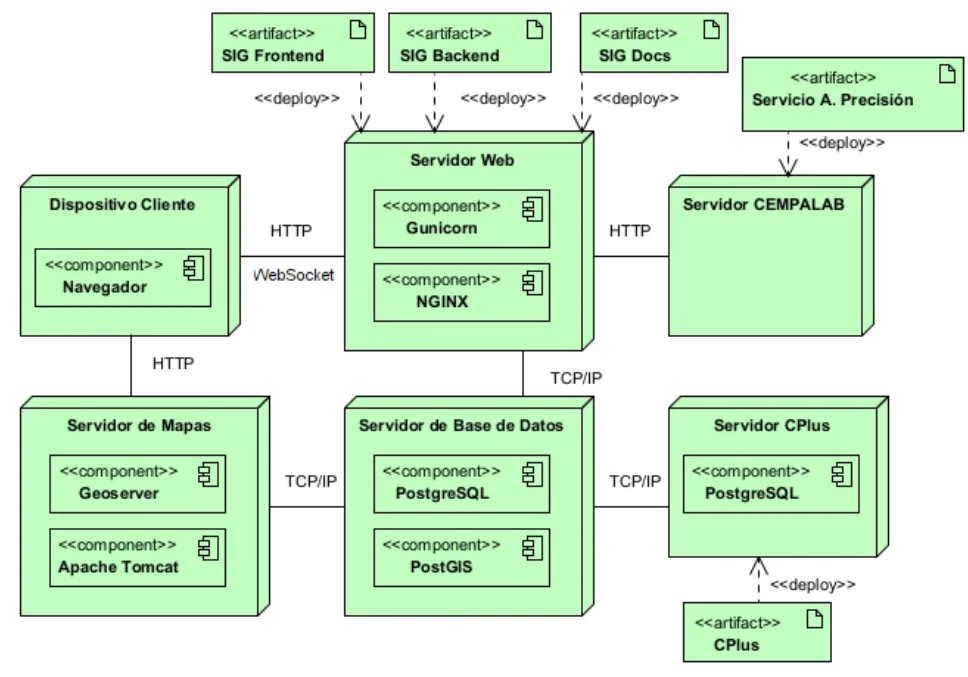 <<artifact>>
SIG Frontend
<<artifact>>
SIG Backend
<<artifact>>
SIG Docs
<<artifact>>
Servicio A. Precisión
<<deploy>>
<<deploy>>
<<deploy>>
<<deploy>>
Servidor Web
<<component>>
Gunicorn
<<component>>
NGINX
Dispositivo Cliente
<<component>>
Navegador
HTTP
WebSocket
HTTP
Servidor CEMPALAB
HTTP
TCP/IP
Servidor de Mapas
<<component>>
Geoserver
<<component>>
Apache Tomcat
TCP/IP
Servidor de Base de Datos
<<component>>
PostgreSQL
<<component>>
PostGIS
TCP/IP
Servidor CPlus
<<component>>
PostgreSQL
<<deploy>>
<<artifact>>
CPlus